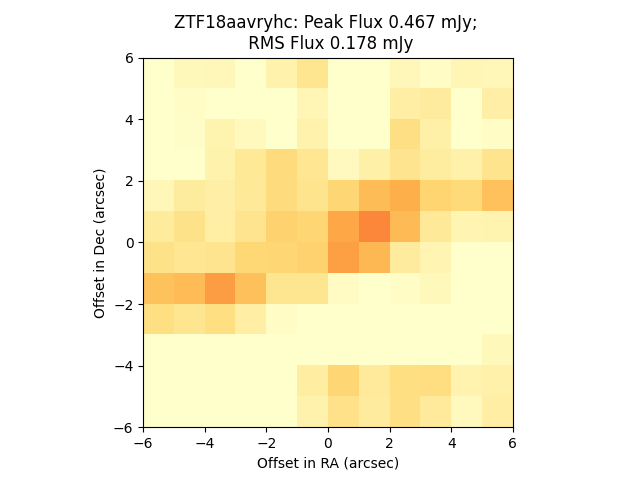 ZTF18aavryhc: Peak Flux 0.467 mJy;
RMS Flux 0.178 mJy
6
4
2
0
−2
−4
−6
Offset in Dec (arcsec)
−6 −4 −2 0 2 4 6
Offset in RA (arcsec)